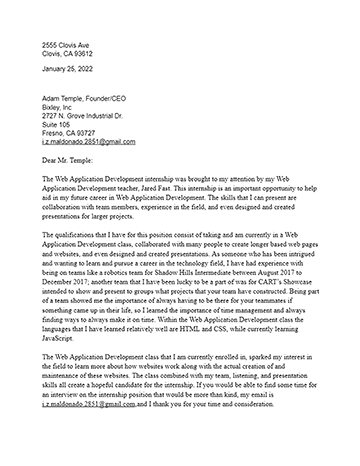 2555 Clovis Ave
Clovis, CA 93612
January 25, 2022
Adam Temple, Founder/CEO
Bixley, Inc
2727 N. Grove Industrial Dr.
Suite 105
Fresno, CA 93727
i.z.maldonado.2851@gmail.com
Dear Mr. Temple:
The Web Application Development internship was brought to my attention by my Web
Application Development teacher, Jared Fast. This internship is an important opportunity to help
aid in my future career in Web Application Development. The skills that I can present are
collaboration with team members, experience in the field, and even designed and created
presentations for larger projects.
The qualifications that I have for this position consist of taking and am currently in a Web
Application Development class, collaborated with many people to create longer based web pages
and websites, and even designed and created presentations. As someone who has been intrigued
and wanting to learn and pursue a career in the technology field, I have had experience with
being on teams like a robotics team for Shadow Hills Intermediate between August 2017 to
December 2017; another team that I have been lucky to be a part of was for CART's Showcase
intended to show and present to groups what projects that your team have constructed. Being part
of a team showed me the importance of always having to be there for your teammates if
something came up in their life, so I learned the importance of time management and always
finding ways to always make it on time. Within the Web Application Development class the
languages that I have learned relatively well are HTML and CSS, while currently learning
JavaScript.
The Web Application Development class that I am currently enrolled in, sparked my interest in
the field to learn more about how websites work along with the actual creation of and
maintenance of these websites. The class combined with my team, listening, and presentation
skills all create a hopeful candidate for the internship. If you would be able to find some time for
an interview on the internship position that would be more than kind, my email is
i.z.maldonado.2851@gmail.com,and I thank you for your time and consideration.